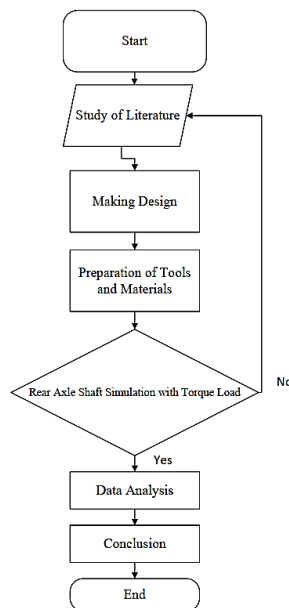 Start
Study of Literature
Making Design
Preparation of Tools
and Materials
Rear Axle Shaft Simulation with Torque Load
No
Yes
Data Analysis
Conclusion
End